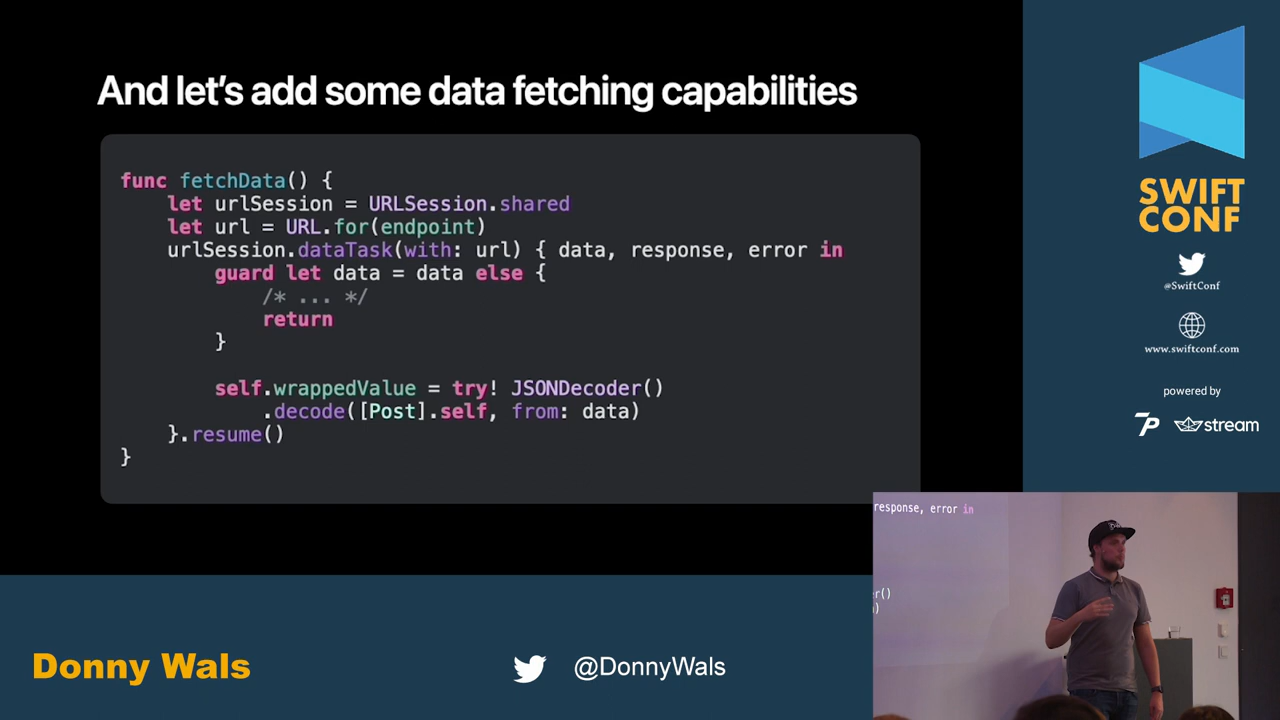 And let's add some data fetching capabilities
func fetchData() {
    let urlSession = URLSession.shared
    let url = URL.for(endpoint)
    urlSession.dataTask(with: url) { data, response, error in
        guard let data = data else {
            /* ... */
            return
        }
        self.wrappedValue = try! JSONDecoder()
            .decode([Post].self, from: data)
    }.resume()
}
SWIFT
CONF
@SwiftConf
www.swiftconf.com
powered by
7P
stream
response, error in
er()
)
Donny Wals
@DonnyWals